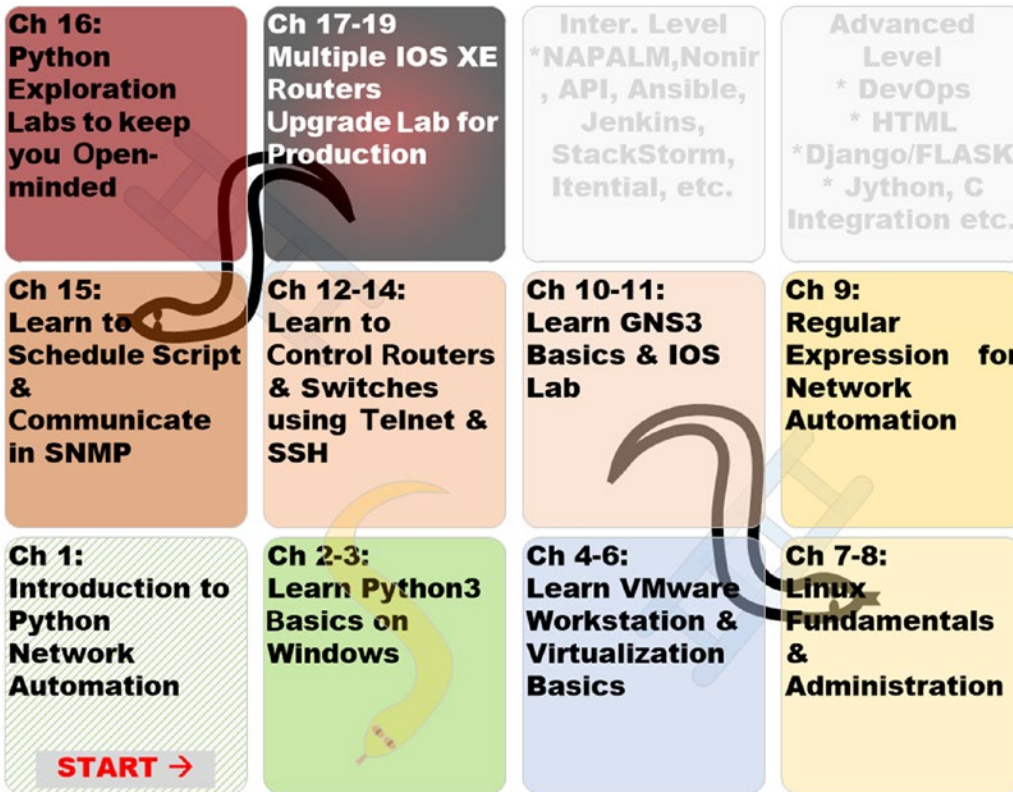 Ch 16:
Python
Exploration
Labs to keep
you Open-
minded
Ch 17-19
Multiple IOS XE
Routers
Upgrade Lab for
Production
Inter. Level
*NAPALM,Nonir
, API, Ansible,
Jenkins,
StackStorm,
Itential, etc.
Advanced
Level
* DevOps
* HTML
*Django/FLASK
* Jython, C
Integration etc.
Ch 15:
Learn to
Schedule Script
&
Communicate
in SNMP
Ch 12-14:
Learn to
Control Routers
& Switches
using Telnet &
SSH
Ch 10-11:
Learn GNS3
Basics & IOS
Lab
Ch 9:
Regular
Expression for
Network
Automation
Ch 1:
Introduction to
Python
Network
Automation
START →
Ch 2-3:
Learn Python3
Basics on
Windows
Ch 4-6:
Learn VMware
Workstation &
Virtualization
Basics
Ch 7-8:
Linux
Fundamentals
&
Administration